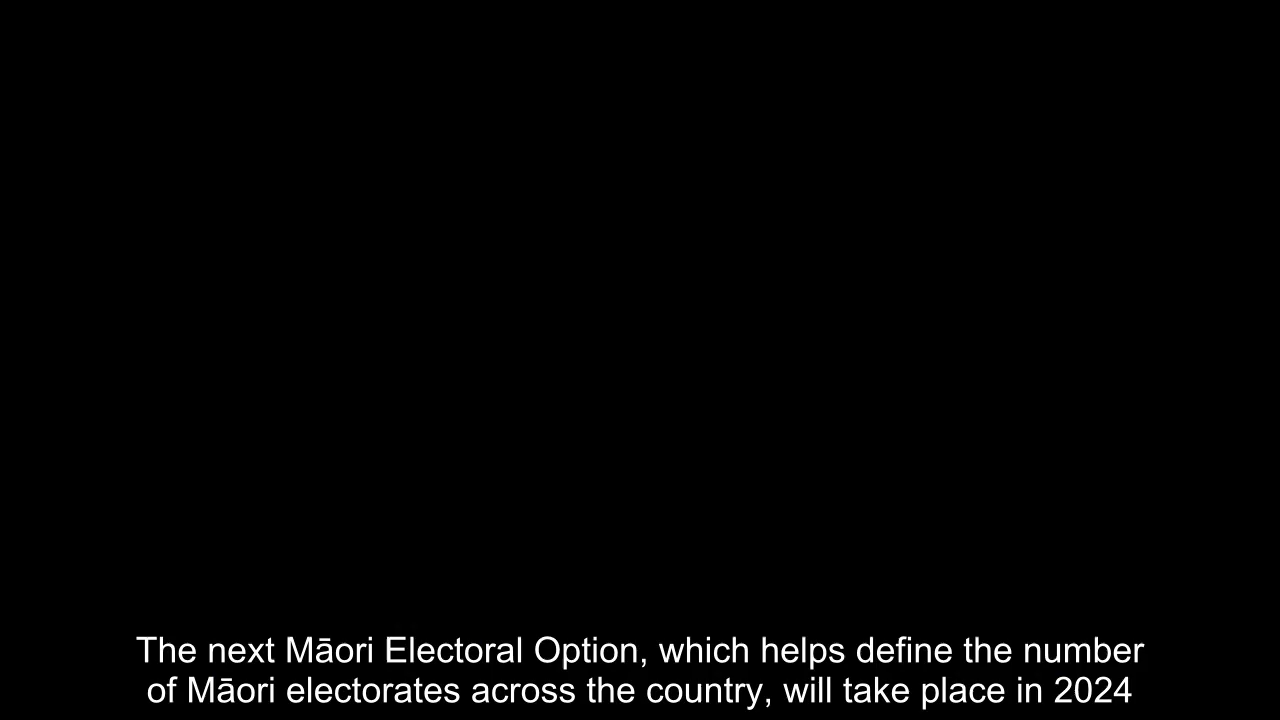 The next Māori Electoral Option, which helps define the number
of Māori electorates across the country, will take place in 2024